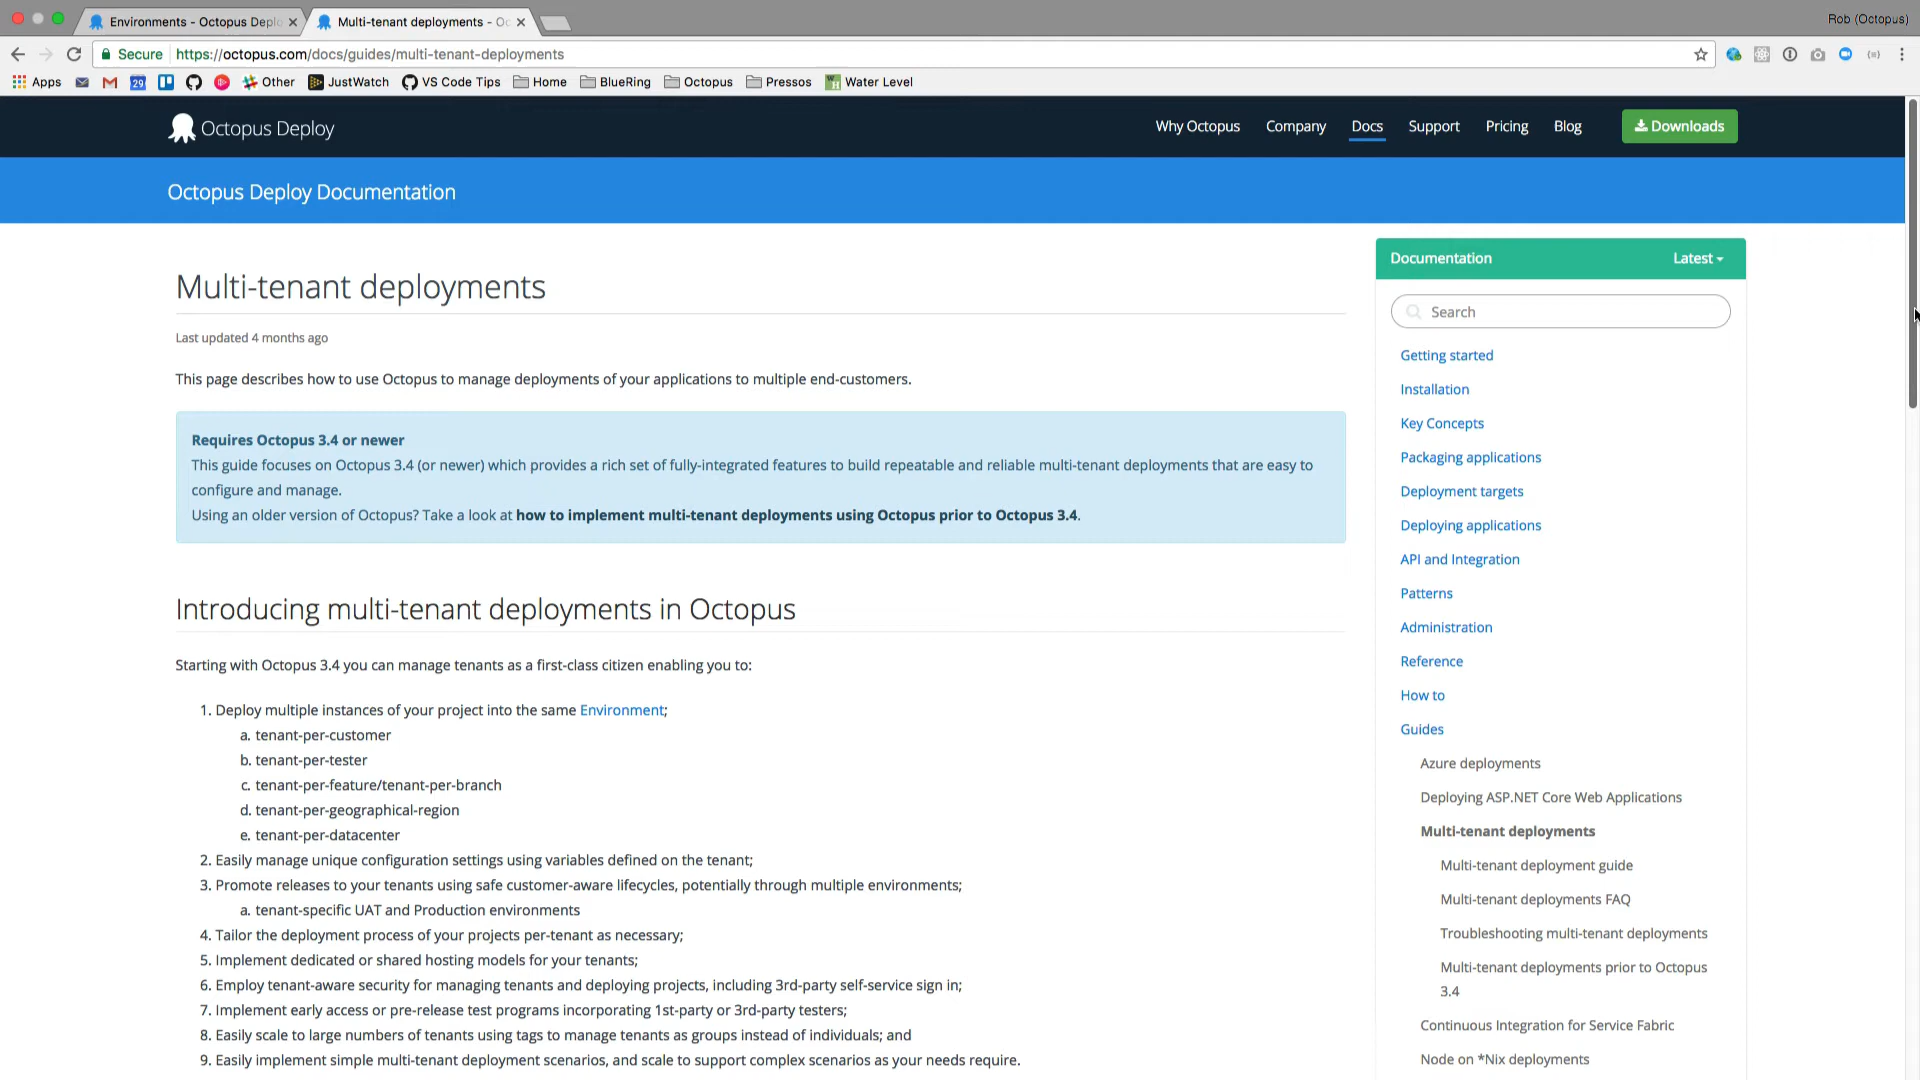 Environments - Octopus Deplo
Multi-tenant deployments - Oc
Rob (Octopus)
Secure
https://octopus.com/docs/guides/multi-tenant-deployments
Apps
29
Other
JustWatch
VS Code Tips
Home
BlueRing
Octopus
Pressos
Water Level
Octopus Deploy
Why Octopus
Company
Docs
Support
Pricing
Blog
Downloads
Octopus Deploy Documentation
Multi-tenant deployments
Last updated 4 months ago
This page describes how to use Octopus to manage deployments of your applications to multiple end-customers.
Requires Octopus 3.4 or newer
This guide focuses on Octopus 3.4 (or newer) which provides a rich set of fully-integrated features to build repeatable and reliable multi-tenant deployments that are easy to
configure and manage.
Using an older version of Octopus? Take a look at how to implement multi-tenant deployments using Octopus prior to Octopus 3.4.
Introducing multi-tenant deployments in Octopus
Starting with Octopus 3.4 you can manage tenants as a first-class citizen enabling you to:
1. Deploy multiple instances of your project into the same Environment;
a. tenant-per-customer
b. tenant-per-tester
c. tenant-per-feature/tenant-per-branch
d. tenant-per-geographical-region
e. tenant-per-datacenter
2. Easily manage unique configuration settings using variables defined on the tenant;
3. Promote releases to your tenants using safe customer-aware lifecycles, potentially through multiple environments;
a. tenant-specific UAT and Production environments
4. Tailor the deployment process of your projects per-tenant as necessary;
5. Implement dedicated or shared hosting models for your tenants;
6. Employ tenant-aware security for managing tenants and deploying projects, including 3rd-party self-service sign in;
7. Implement early access or pre-release test programs incorporating 1st-party or 3rd-party testers;
8. Easily scale to large numbers of tenants using tags to manage tenants as groups instead of individuals; and
9. Easily implement simple multi-tenant deployment scenarios, and scale to support complex scenarios as your needs require.
Documentation
Latest
Search
Getting started
Installation
Key Concepts
Packaging applications
Deployment targets
Deploying applications
API and Integration
Patterns
Administration
Reference
How to
Guides
Azure deployments
Deploying ASP.NET Core Web Applications
Multi-tenant deployments
Multi-tenant deployment guide
Multi-tenant deployments FAQ
Troubleshooting multi-tenant deployments
Multi-tenant deployments prior to Octopus
3.4
Continuous Integration for Service Fabric
Node on *Nix deployments